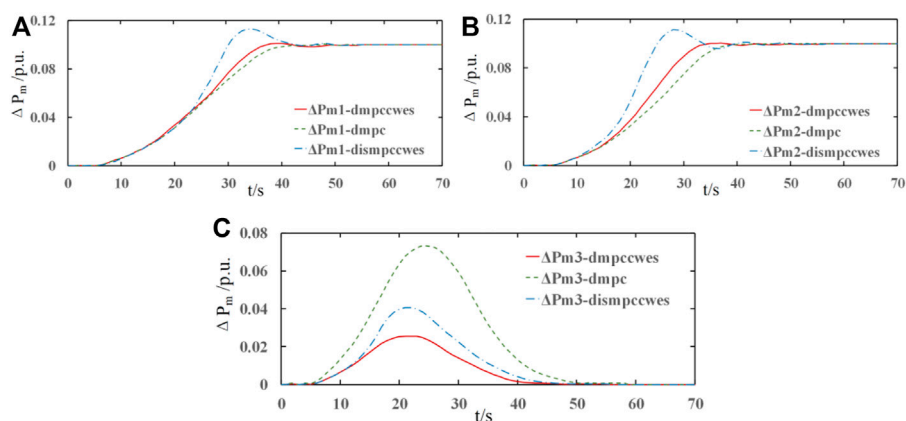 A
Δ Pm /p.u.
0.12
0.08
0.04
0
ΔPm1-dmpccwes
ΔPm1-dmpc
ΔPm1-dismpccwes
0 10 20 30 40 50 60 70
t/s
B
Δ Pm /p.u.
0.12
0.08
0.04
0
ΔPm2-dmpccwes
ΔPm2-dmpc
ΔPm2-dismpccwes
0 10 20 30 40 50 60 70
t/s
C
Δ Pm /p.u.
0.08
0.06
0.04
0.02
0
ΔPm3-dmpccwes
ΔPm3-dmpc
ΔPm3-dismpccwes
0 10 20 30 40 50 60 70
t/s